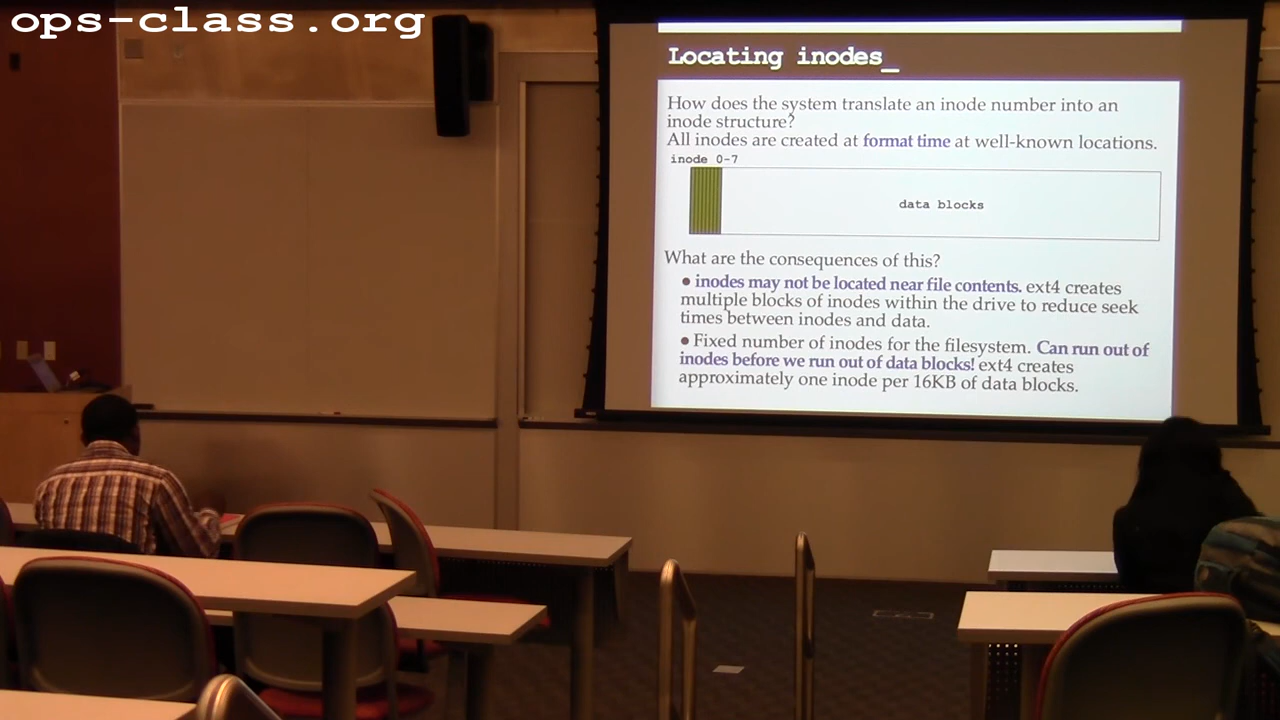 ops-class.org
Locating inodes_
How does the system translate an inode number into an
inode structure?
All inodes are created at format time at well-known locations.
inode 0-7
data blocks
What are the consequences of this?
● inodes may not be located near file contents. ext4 creates
multiple blocks of inodes within the drive to reduce seek
times between inodes and data.
● Fixed number of inodes for the filesystem. Can run out of
inodes before we run out of data blocks! ext4 creates
approximately one inode per 16KB of data blocks.